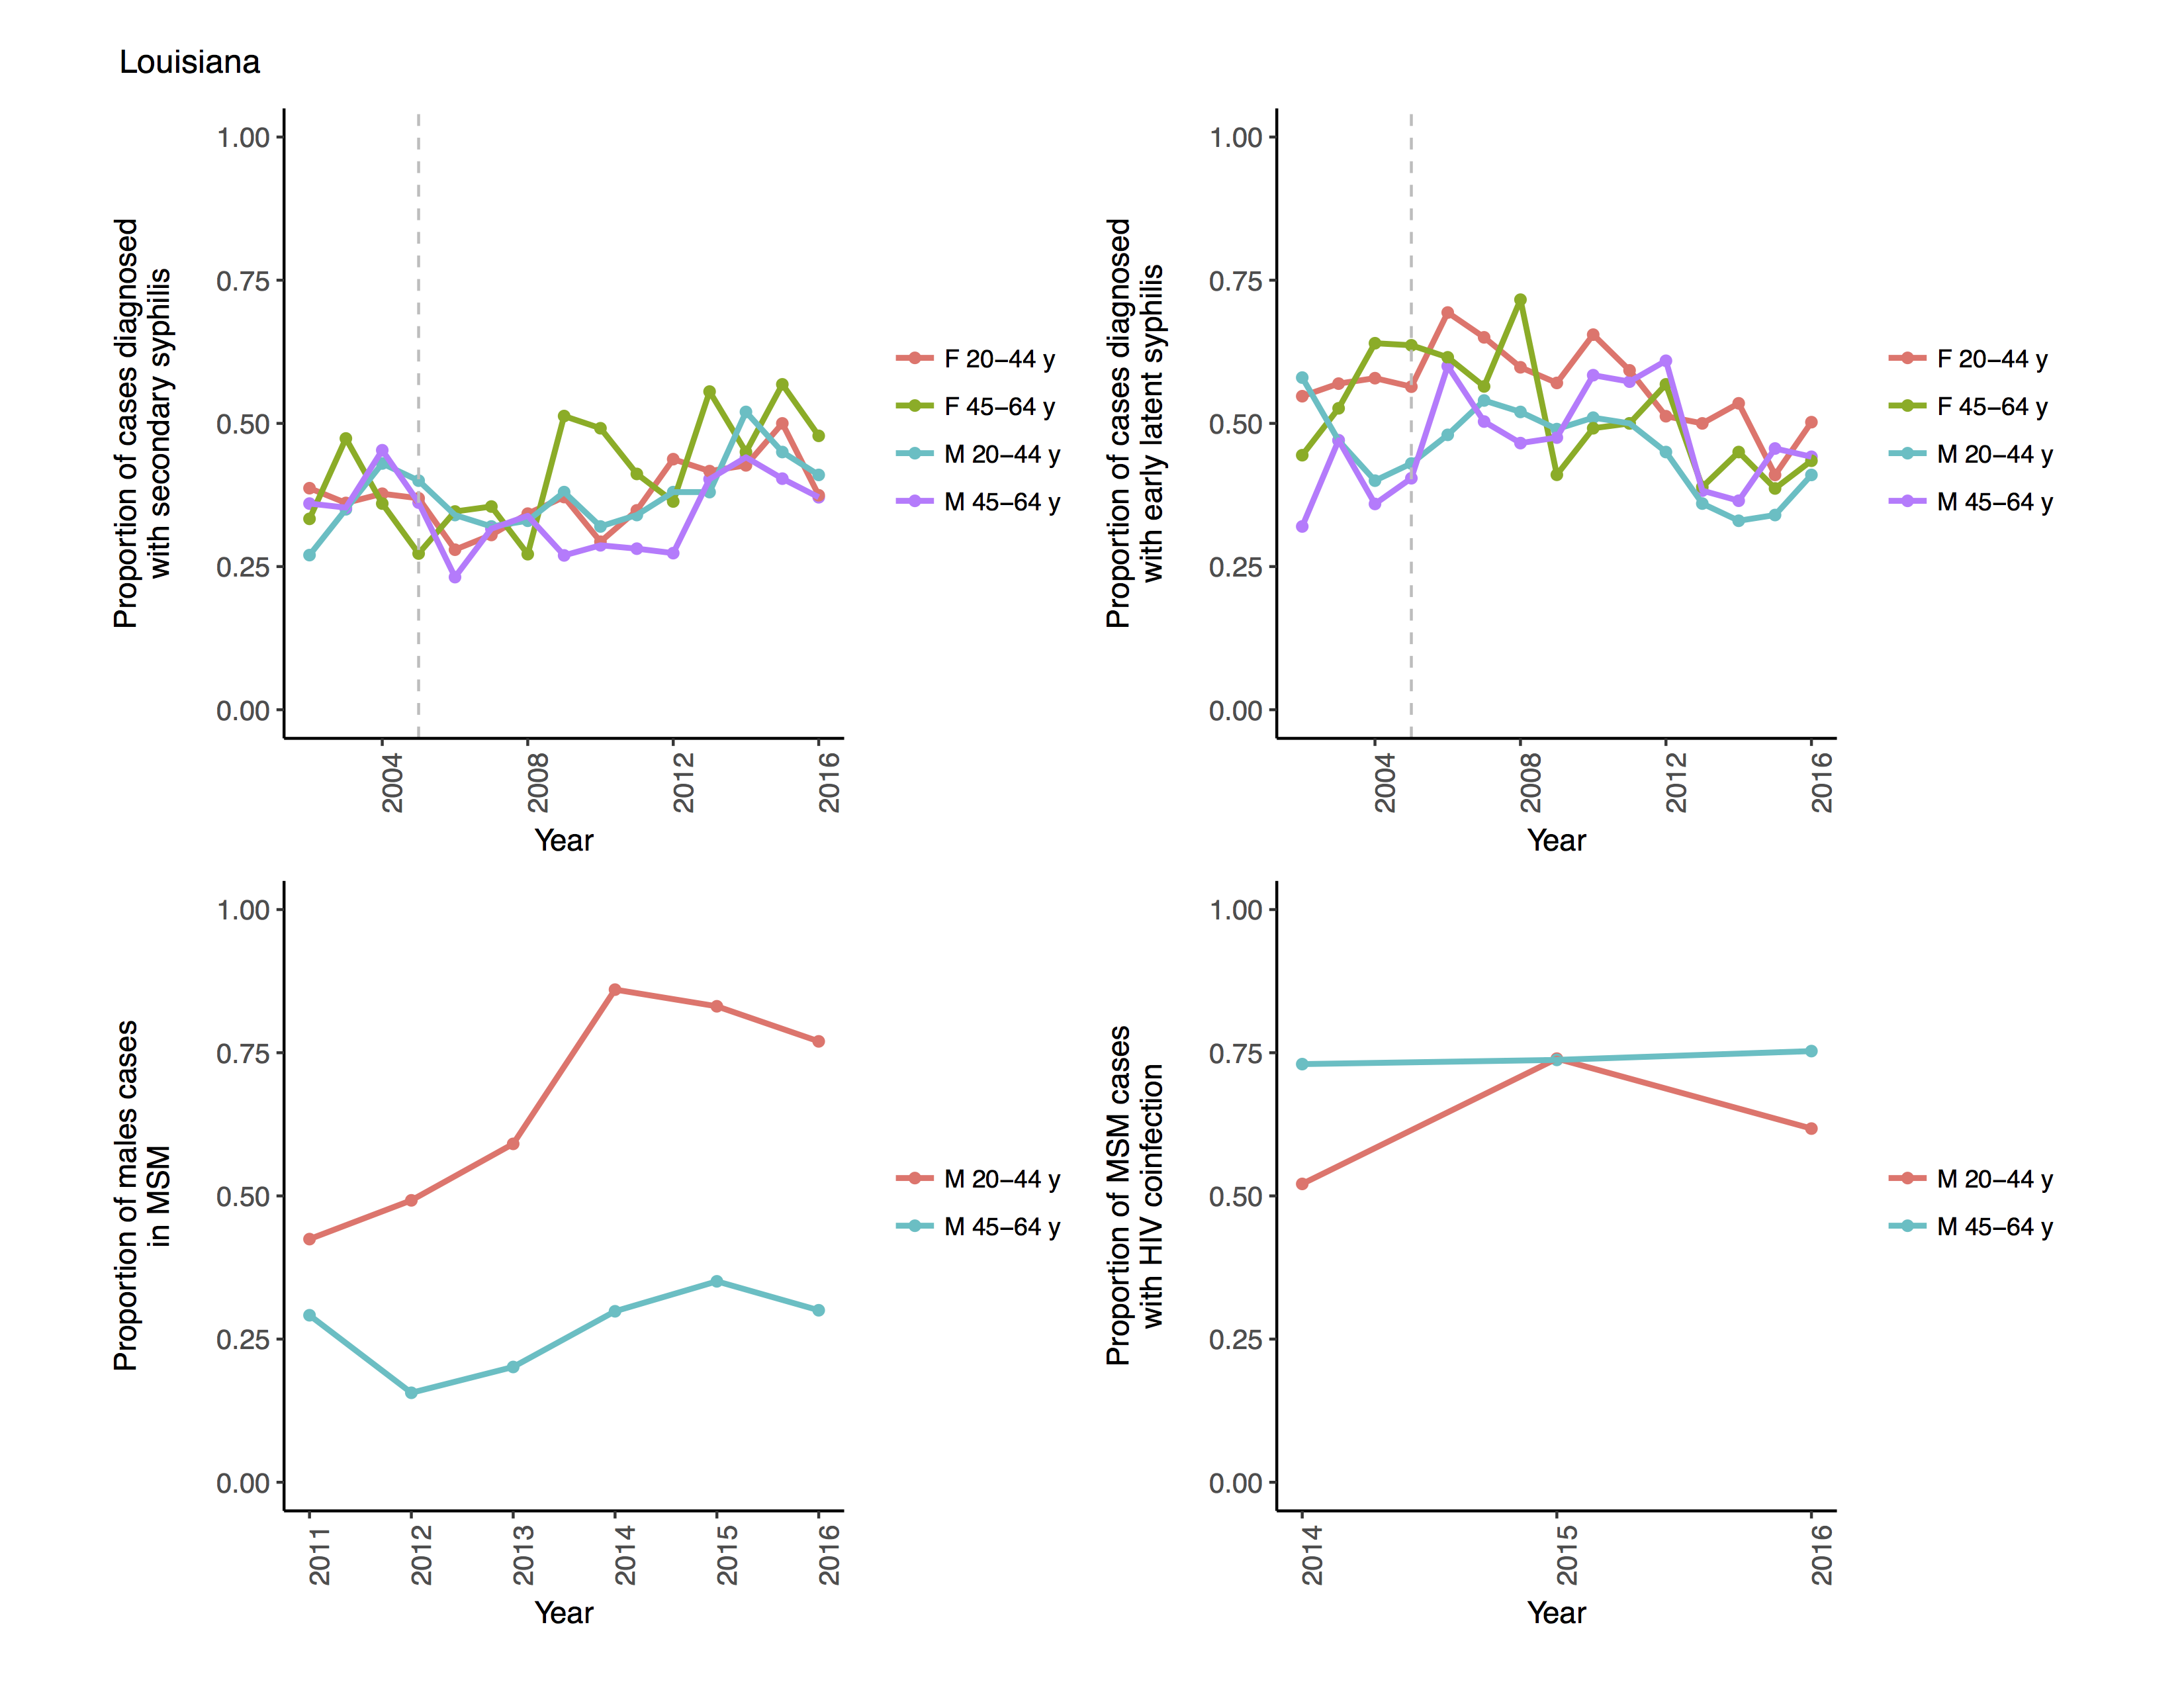 Louisiana
Proportion of cases diagnosed
with secondary syphilis
1.00
0.75
0.50
0.25
0.00
2004
2008
2012
2016
Year
F 20−44 y
F 45−64 y
M 20−44 y
M 45−64 y
Proportion of cases diagnosed
with early latent syphilis
1.00
0.75
0.50
0.25
0.00
2004
2008
2012
2016
Year
F 20−44 y
F 45−64 y
M 20−44 y
M 45−64 y
Proportion of males cases
in MSM
1.00
0.75
0.50
0.25
0.00
2011
2012
2013
2014
2015
2016
Year
M 20−44 y
M 45−64 y
Proportion of MSM cases
with HIV coinfection
1.00
0.75
0.50
0.25
0.00
2014
2015
2016
Year
M 20−44 y
M 45−64 y